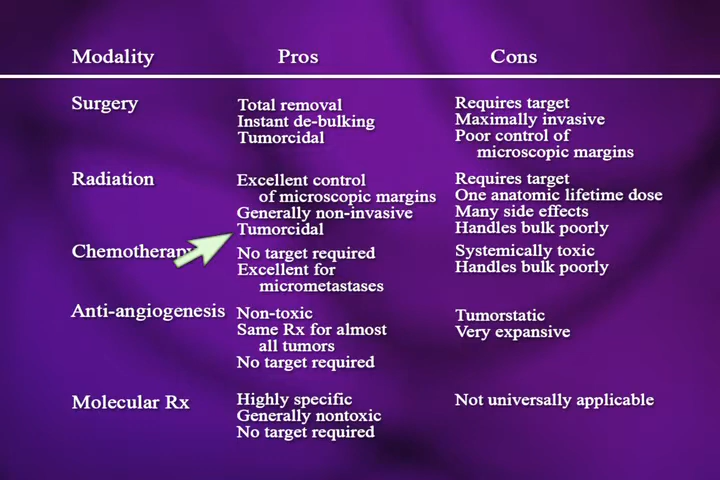 Modality Pros Cons
Surgery Total removal Requires target
Instant de-bulking Maximally invasive
Tumorcidal Poor control of
microscopic margins
Radiation Excellent control Requires target
of microscopic margins One anatomic lifetime dose
Generally non-invasive Many side effects
Tumorcidal Handles bulk poorly
Chemotherapy No target required Systemically toxic
Excellent for Handles bulk poorly
micrometastases
Anti-angiogenesis Non-toxic Tumorstatic
Same Rx for almost Very expansive
all tumors
No target required
Molecular Rx Highly specific Not universally applicable
Generally nontoxic
No target required